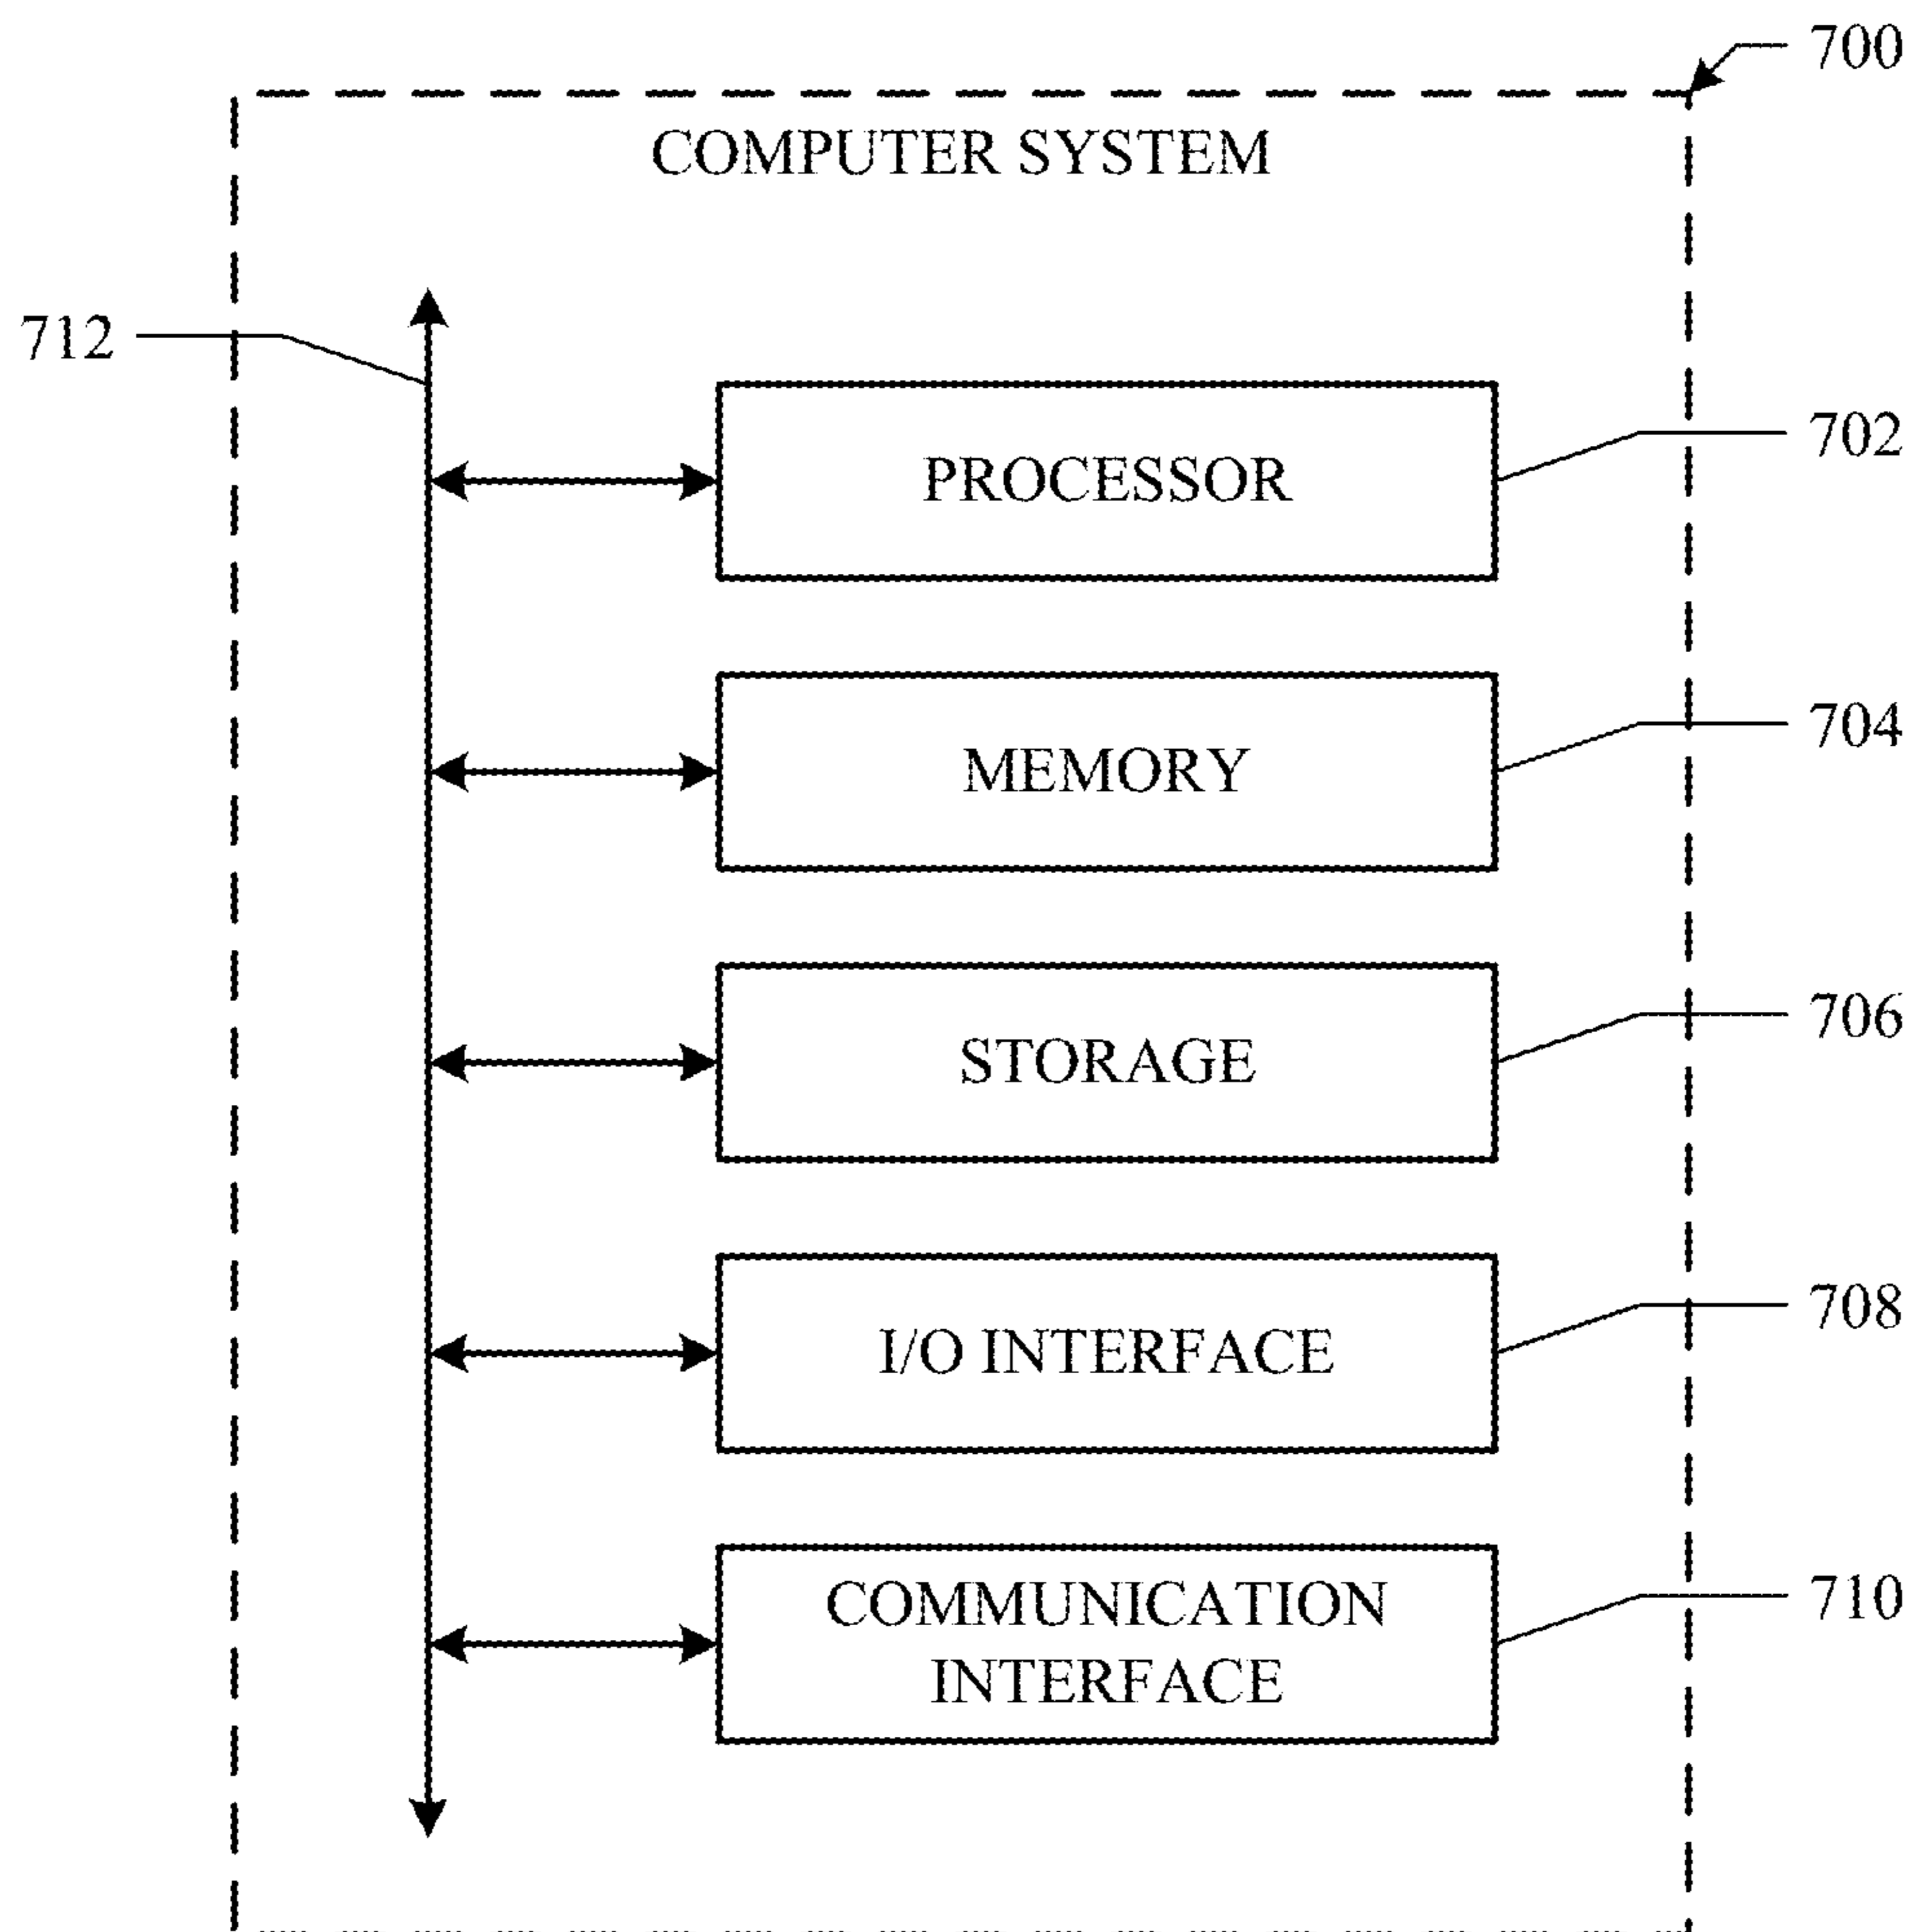 700
COMPUTER SYSTEM
712
702
PROCESSOR
704
MEMORY
706
STORAGE
708
I/O INTERFACE
710
COMMUNICATION
INTERFACE